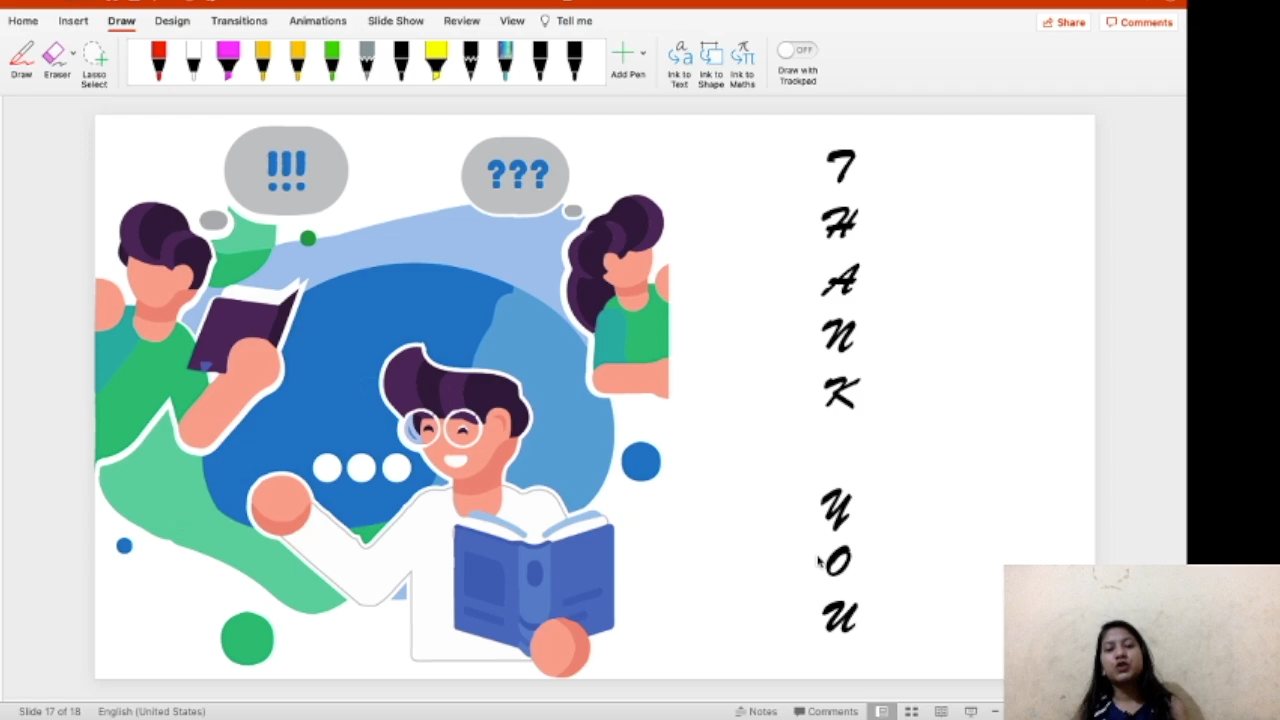 Home Insert Draw Design Transitions Animations Slide Show Review View Tell me Share Comments
Draw Eraser Lasso Select Add Pen Ink to Text Ink to Shape Ink to Maths OFF Draw with Trackpad
!!!
???
T
H
A
N
K
Y
O
U
Slide 17 of 18 English (United States) Notes Comments